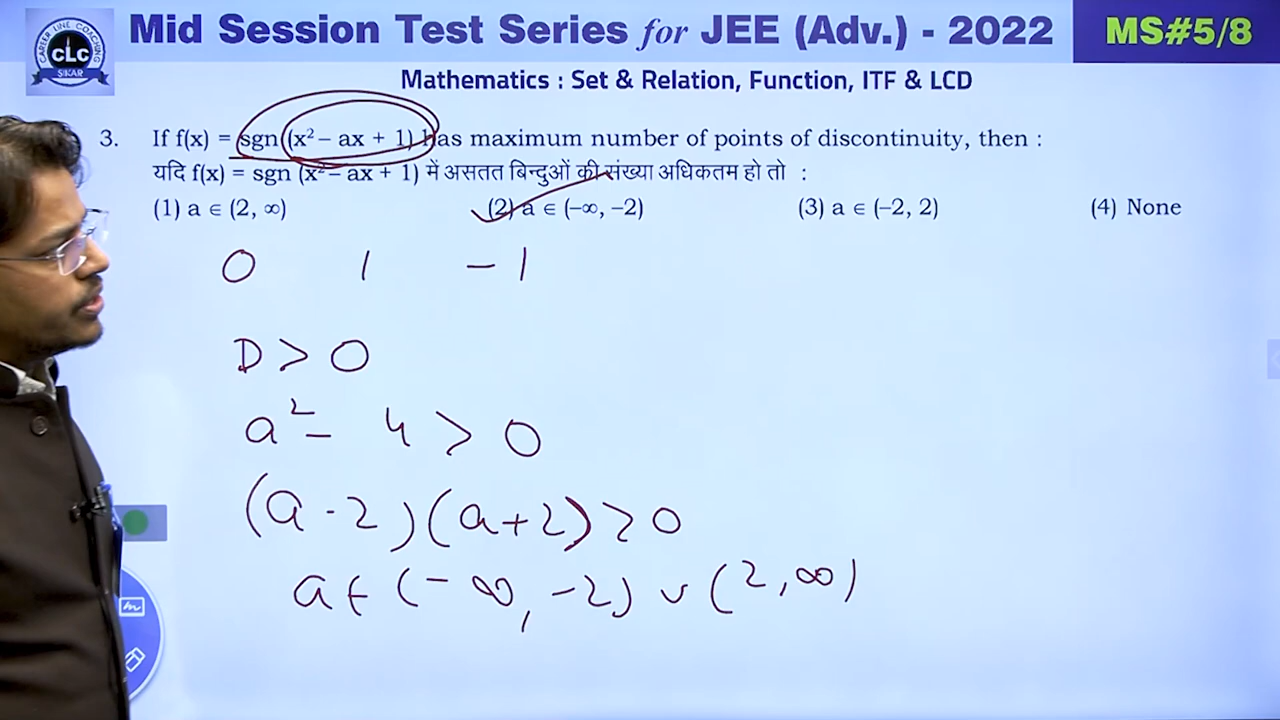 CAREER LINE COACHING
CLC
SIKAR
Mid Session Test Series for JEE (Adv.) - 2022
MS#5/8
Mathematics : Set & Relation, Function, ITF & LCD
3. If f(x) = sgn (x² – ax + 1) has maximum number of points of discontinuity, then :
यदि f(x) = sgn (x² – ax + 1) में असतत बिन्दुओं की संख्या अधिकतम हो तो :
(1) a ∈ (2, ∞) (2) a ∈ (–∞, –2) (3) a ∈ (–2, 2) (4) None
0 1 -1
D > 0
a² - 4 > 0
(a - 2)(a + 2) > 0
a ∈ (-∞, -2) ∪ (2, ∞)